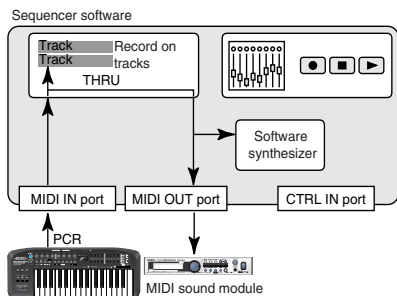 Sequencer software
Track
Record on
Track
tracks
THRU
Software
synthesizer
MIDI IN port
MIDI OUT port
CTRL IN port
PCR
MIDI sound module